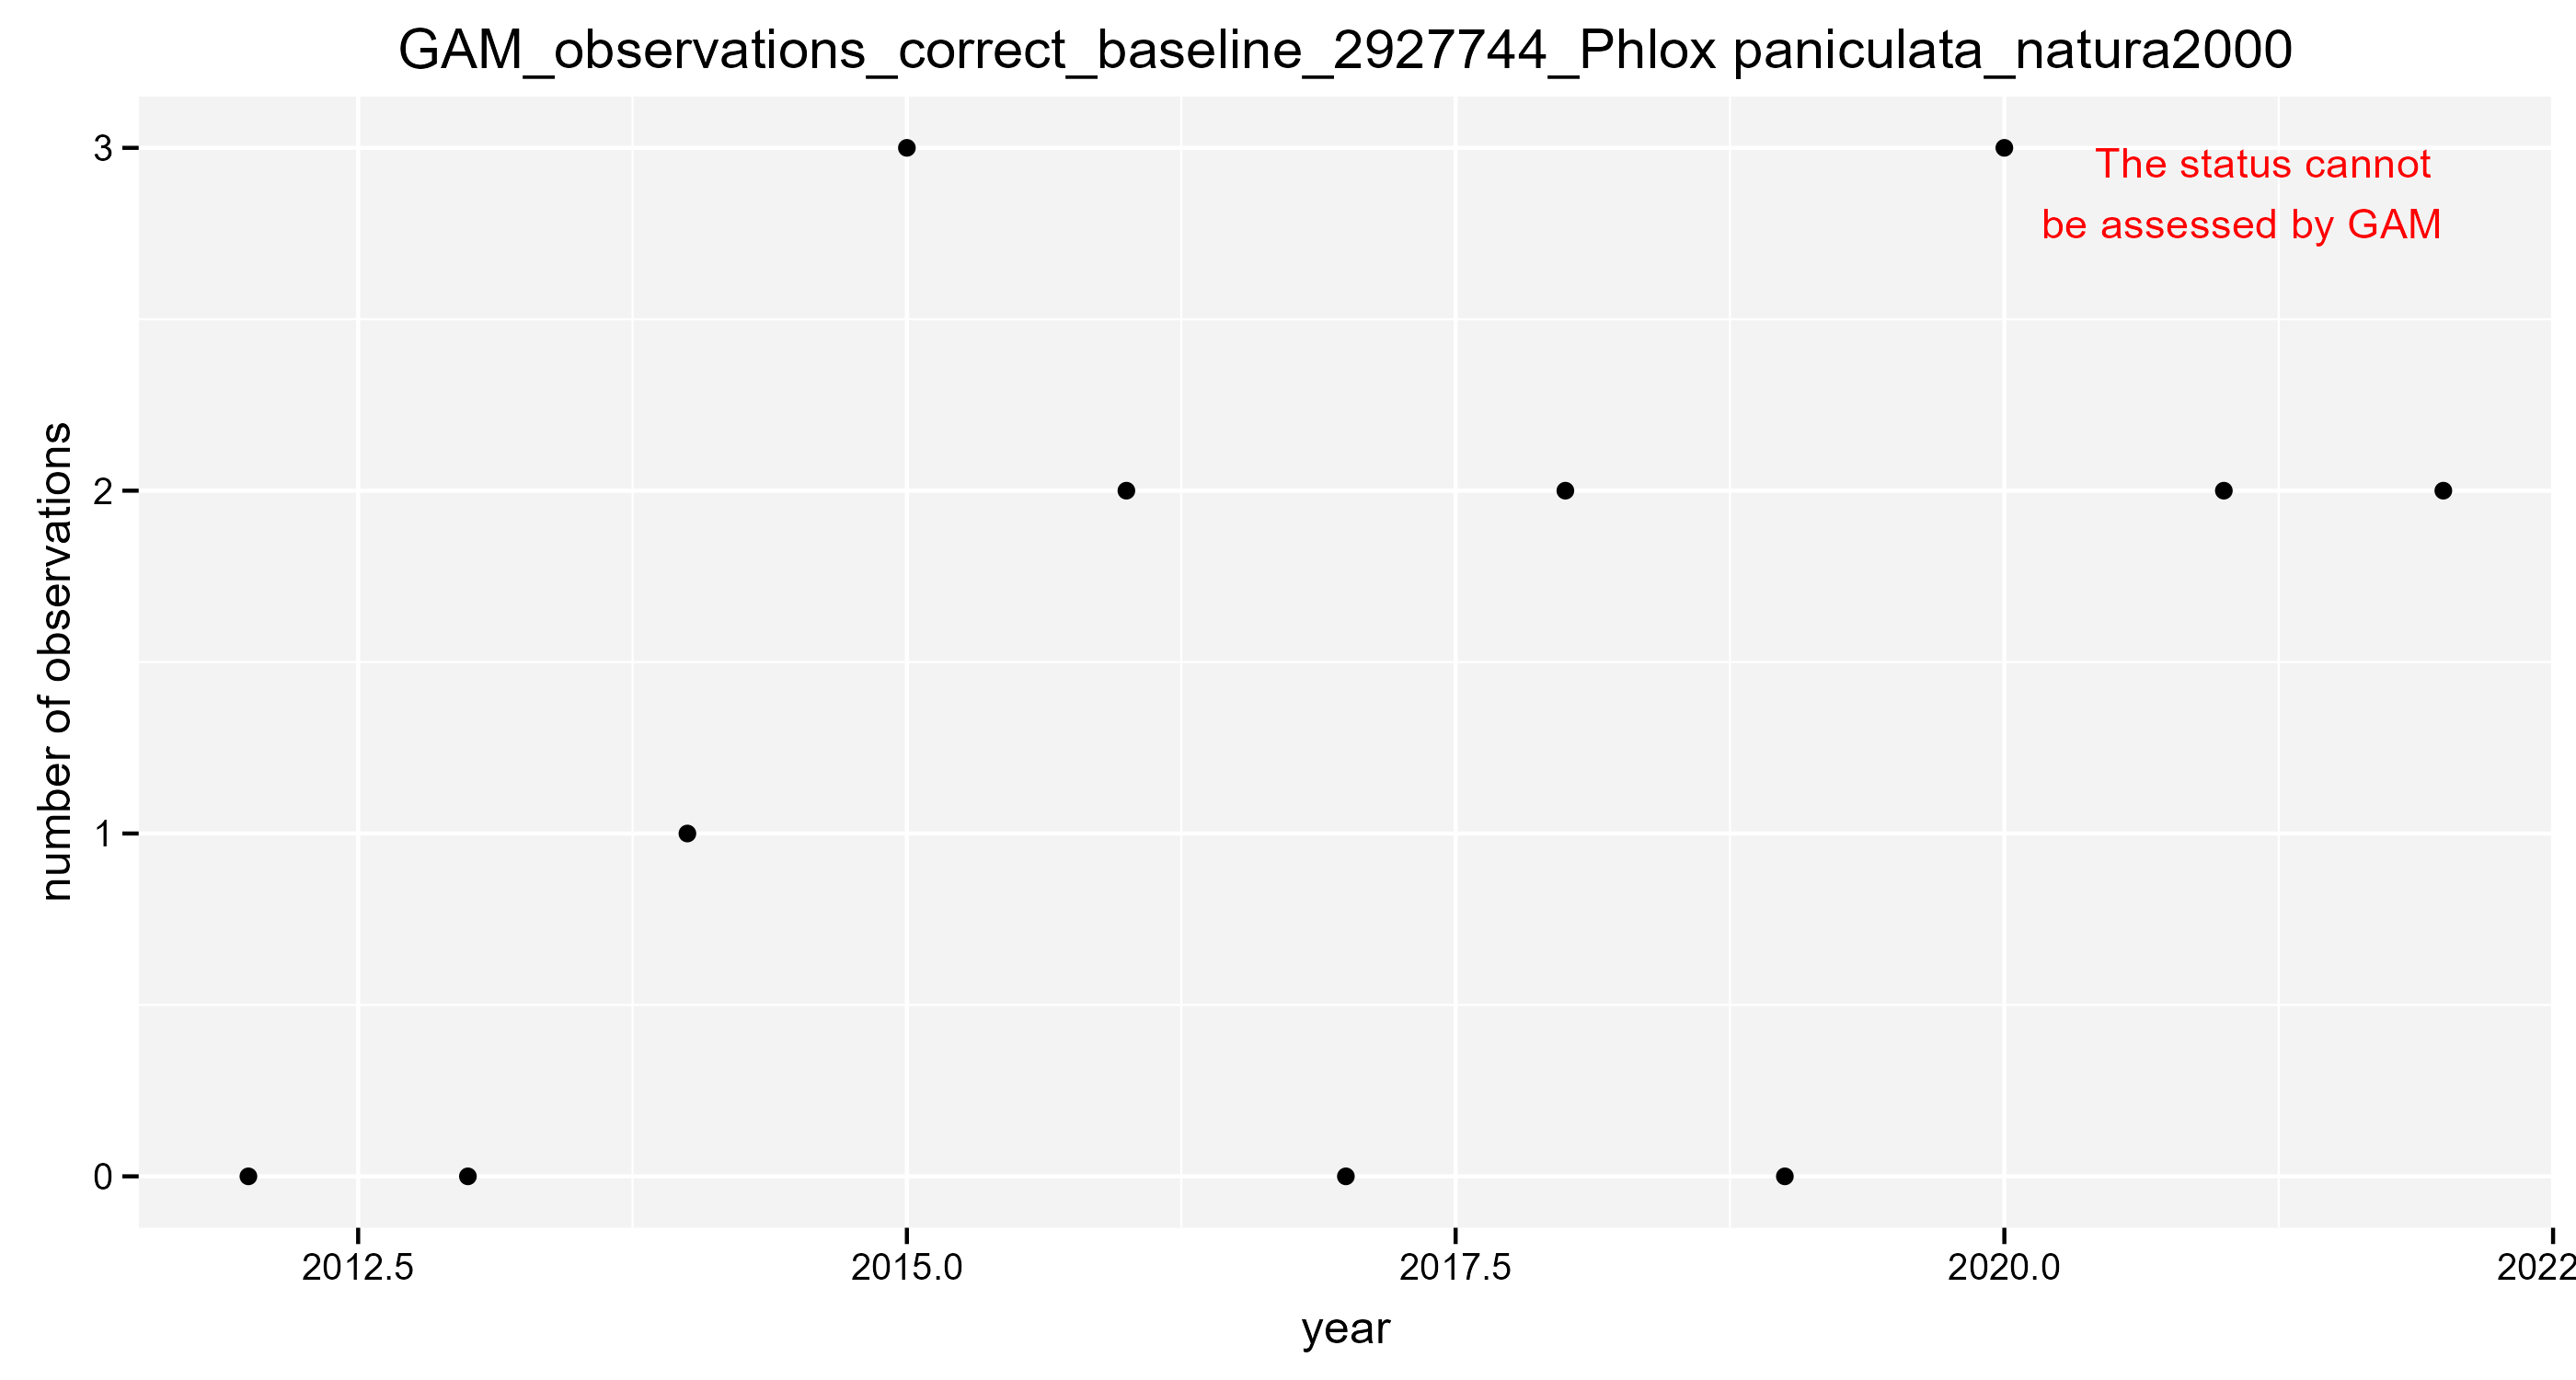 GAM_observations_correct_baseline_2927744_Phlox paniculata_natura2000
The status cannot
be assessed by GAM
number of observations
3
2
1
0
2012.5
2015.0
2017.5
2020.0
2022
year